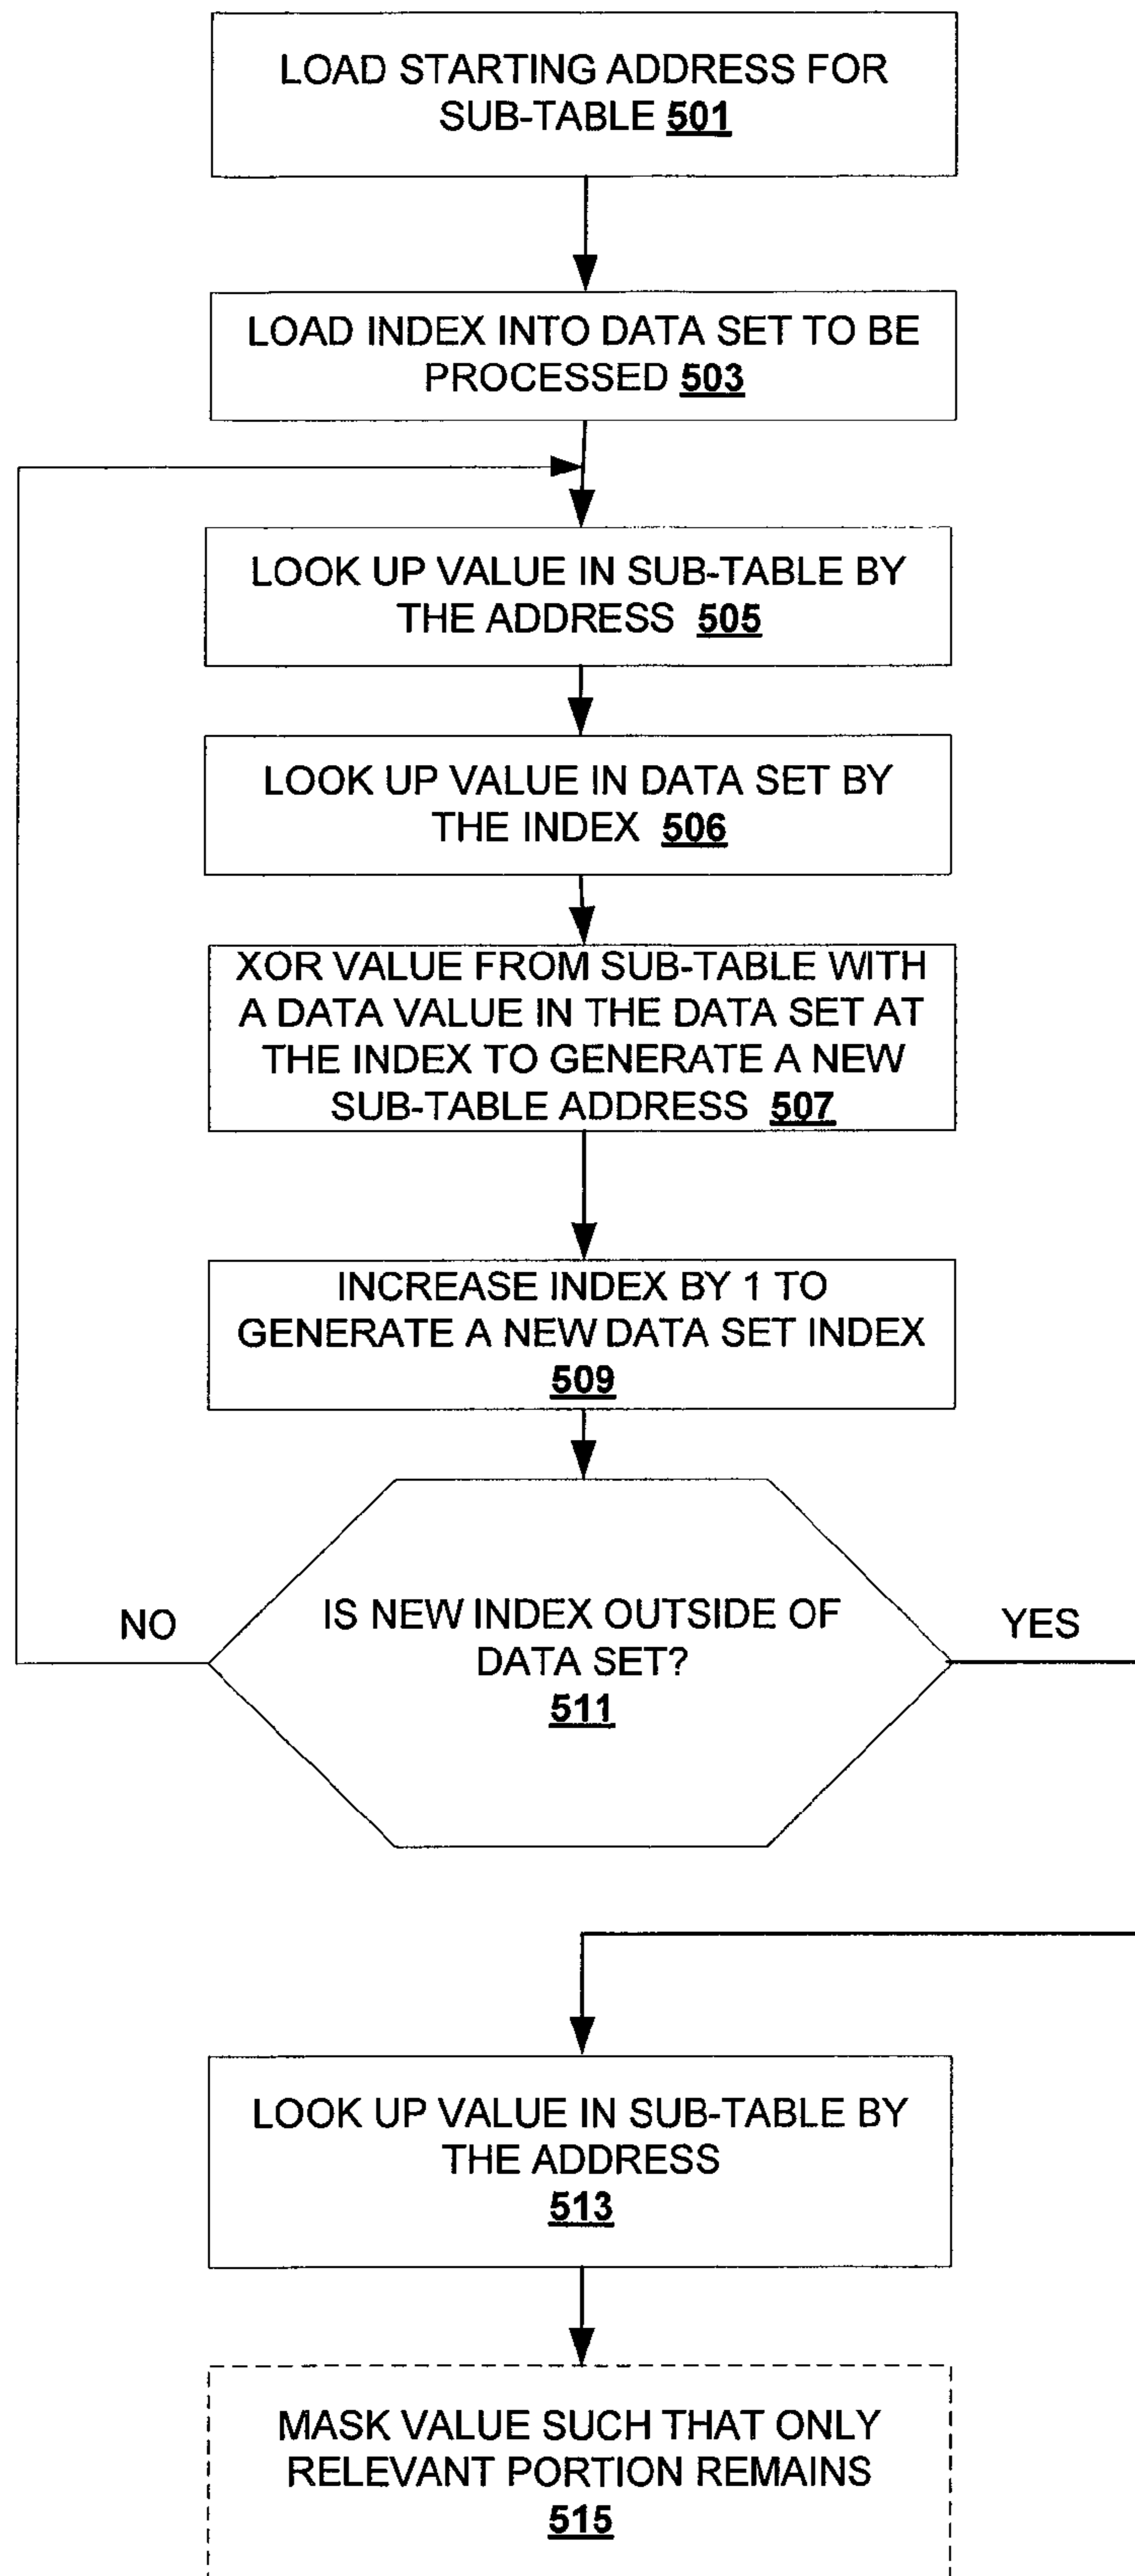 LOAD STARTING ADDRESS FOR
SUB-TABLE 501
LOAD INDEX INTO DATA SET TO BE
PROCESSED 503
LOOK UP VALUE IN SUB-TABLE BY
THE ADDRESS 505
LOOK UP VALUE IN DATA SET BY
THE INDEX 506
XOR VALUE FROM SUB-TABLE WITH
A DATA VALUE IN THE DATA SET AT
THE INDEX TO GENERATE A NEW
SUB-TABLE ADDRESS 507
INCREASE INDEX BY 1 TO
GENERATE A NEW DATA SET INDEX
509
NO
IS NEW INDEX OUTSIDE OF
DATA SET?
511
YES
LOOK UP VALUE IN SUB-TABLE BY
THE ADDRESS
513
MASK VALUE SUCH THAT ONLY
RELEVANT PORTION REMAINS
515